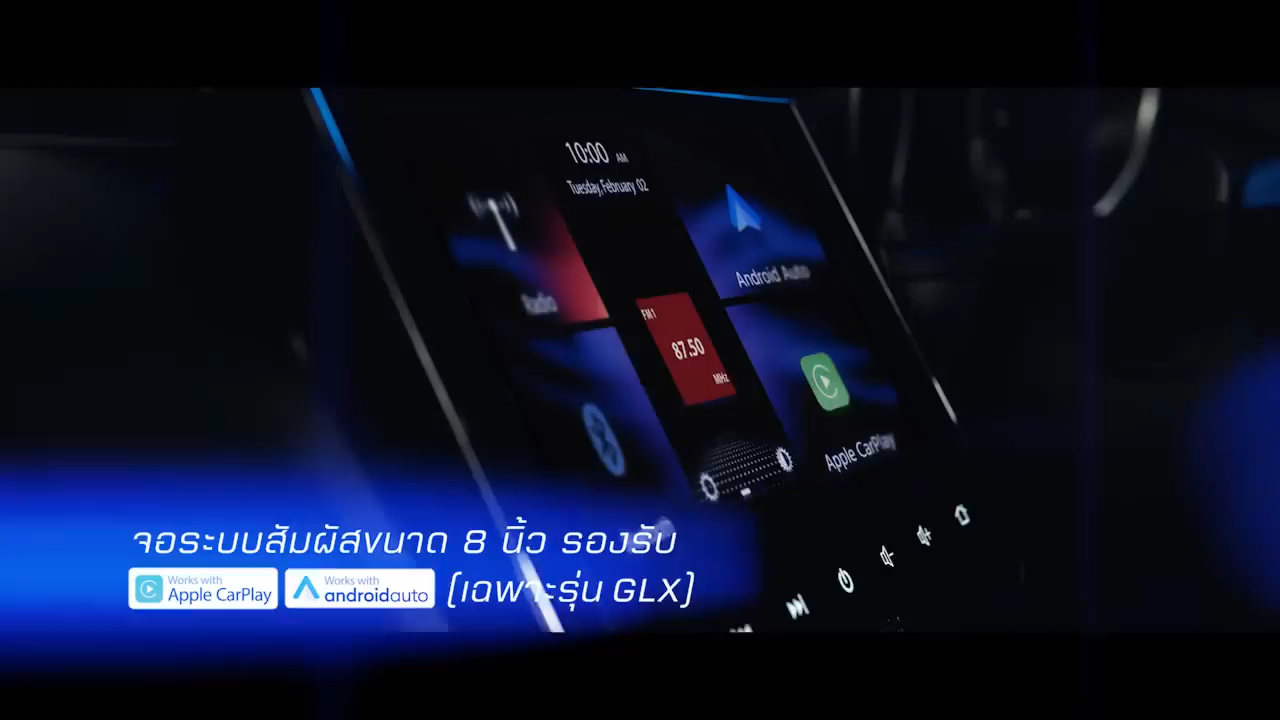 10:00 AM
Tuesday, February 02
Radio
Android Auto
FM1
87.50
MHz
Apple CarPlay
จอระบบสัมผัสขนาด 8 นิ้ว รองรับ
Works with Apple CarPlay Works with androidauto (เฉพาะรุ่น GLX)